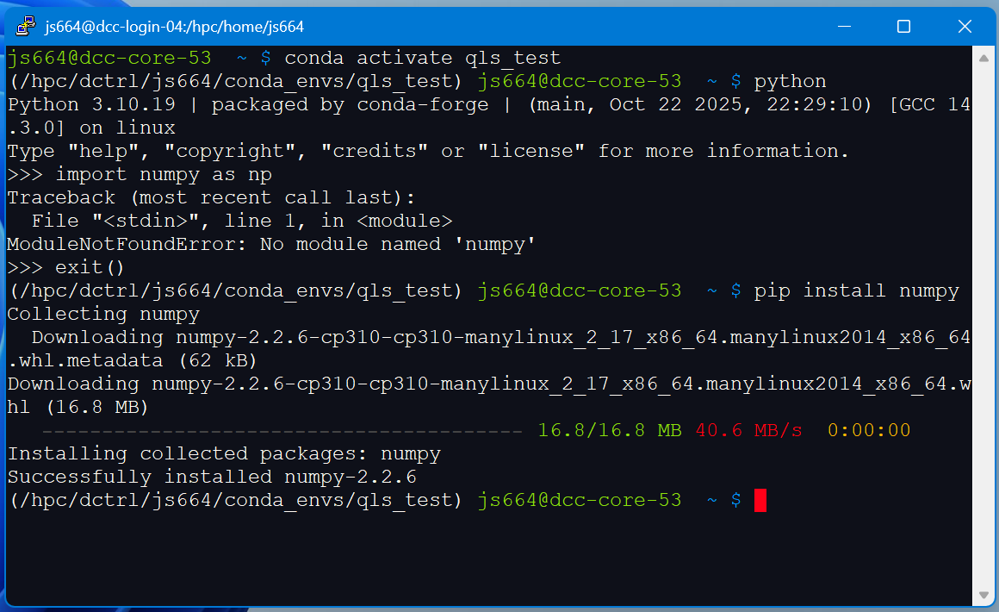 js664@dcc-login-04:/hpc/home/js664
js664@dcc-core-53  ~ $ conda activate qls_test
(/hpc/dctrl/js664/conda_envs/qls_test) js664@dcc-core-53  ~ $ python
Python 3.10.19 | packaged by conda-forge | (main, Oct 22 2025, 22:29:10) [GCC 14
.3.0] on linux
Type "help", "copyright", "credits" or "license" for more information.
>>> import numpy as np
Traceback (most recent call last):
  File "<stdin>", line 1, in <module>
ModuleNotFoundError: No module named 'numpy'
>>> exit()
(/hpc/dctrl/js664/conda_envs/qls_test) js664@dcc-core-53  ~ $ pip install numpy
Collecting numpy
  Downloading numpy-2.2.6-cp310-cp310-manylinux_2_17_x86_64.manylinux2014_x86_64
.whl.metadata (62 kB)
Downloading numpy-2.2.6-cp310-cp310-manylinux_2_17_x86_64.manylinux2014_x86_64.w
hl (16.8 MB)
   ---------------------------------------- 16.8/16.8 MB 40.6 MB/s  0:00:00
Installing collected packages: numpy
Successfully installed numpy-2.2.6
(/hpc/dctrl/js664/conda_envs/qls_test) js664@dcc-core-53  ~ $